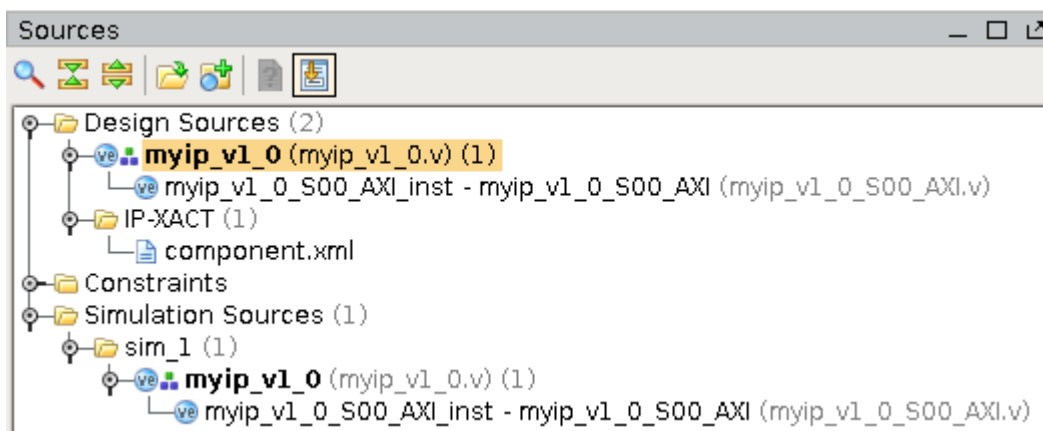 Sources
Design Sources (2)
myip_v1_0 (myip_v1_0.v) (1)
myip_v1_0_S00_AXI_inst - myip_v1_0_S00_AXI (myip_v1_0_S00_AXI.v)
IP-XACT (1)
component.xml
Constraints
Simulation Sources (1)
sim_1 (1)
myip_v1_0 (myip_v1_0.v) (1)
myip_v1_0_S00_AXI_inst - myip_v1_0_S00_AXI (myip_v1_0_S00_AXI.v)